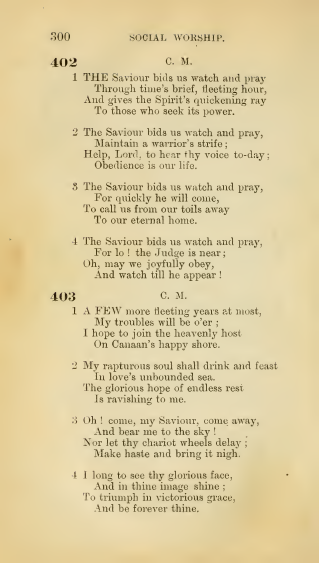 300 SOCIAL WORSHIP.
402 C. M.
1 THE Saviour bids us watch and pray
Through time's brief, fleeting hour,
And gives the Spirit's quickening ray
To those who seek its power.
2 The Saviour bids us watch and pray,
Maintain a warrior's strife;
Help, Lord, to hear thy voice to-day;
Obedience is our life.
3 The Saviour bids us watch and pray,
For quickly he will come,
To call us from our toils away
To our eternal home.
4 The Saviour bids us watch and pray,
For lo! the Judge is near;
Oh, may we joyfully obey,
And watch till he appear!
403 C. M.
1 A FEW more fleeting years at most,
My troubles will be o'er;
I hope to join the heavenly host
On Canaan's happy shore.
2 My rapturous soul shall drink and feast
In love's unbounded sea.
The glorious hope of endless rest
Is ravishing to me.
3 Oh! come, my Saviour, come away,
And bear me to the sky!
Nor let thy chariot wheels delay;
Make haste and bring it nigh.
4 I long to see thy glorious face,
And in thine image shine;
To triumph in victorious grace,
And be forever thine.